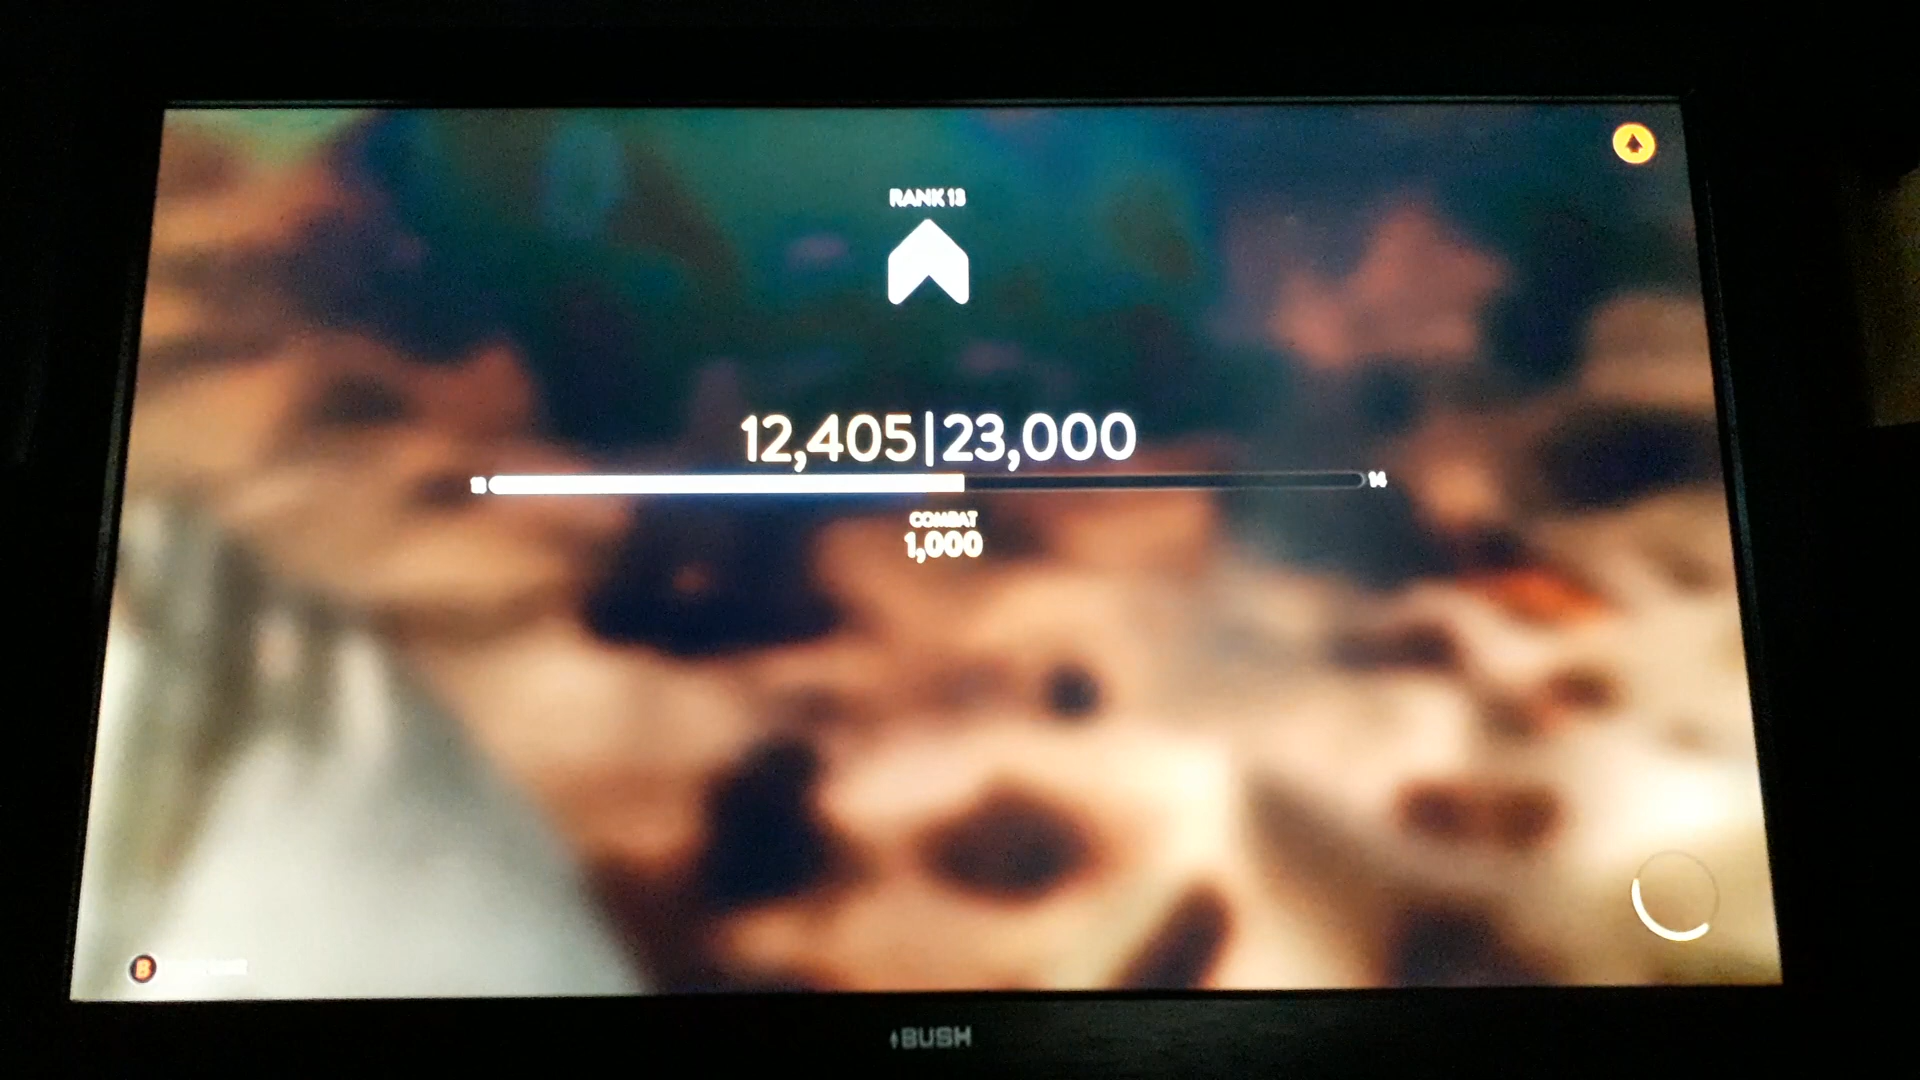 RANK 13
12,405|23,000
13
14
COMBAT
1,000
B
BUSH